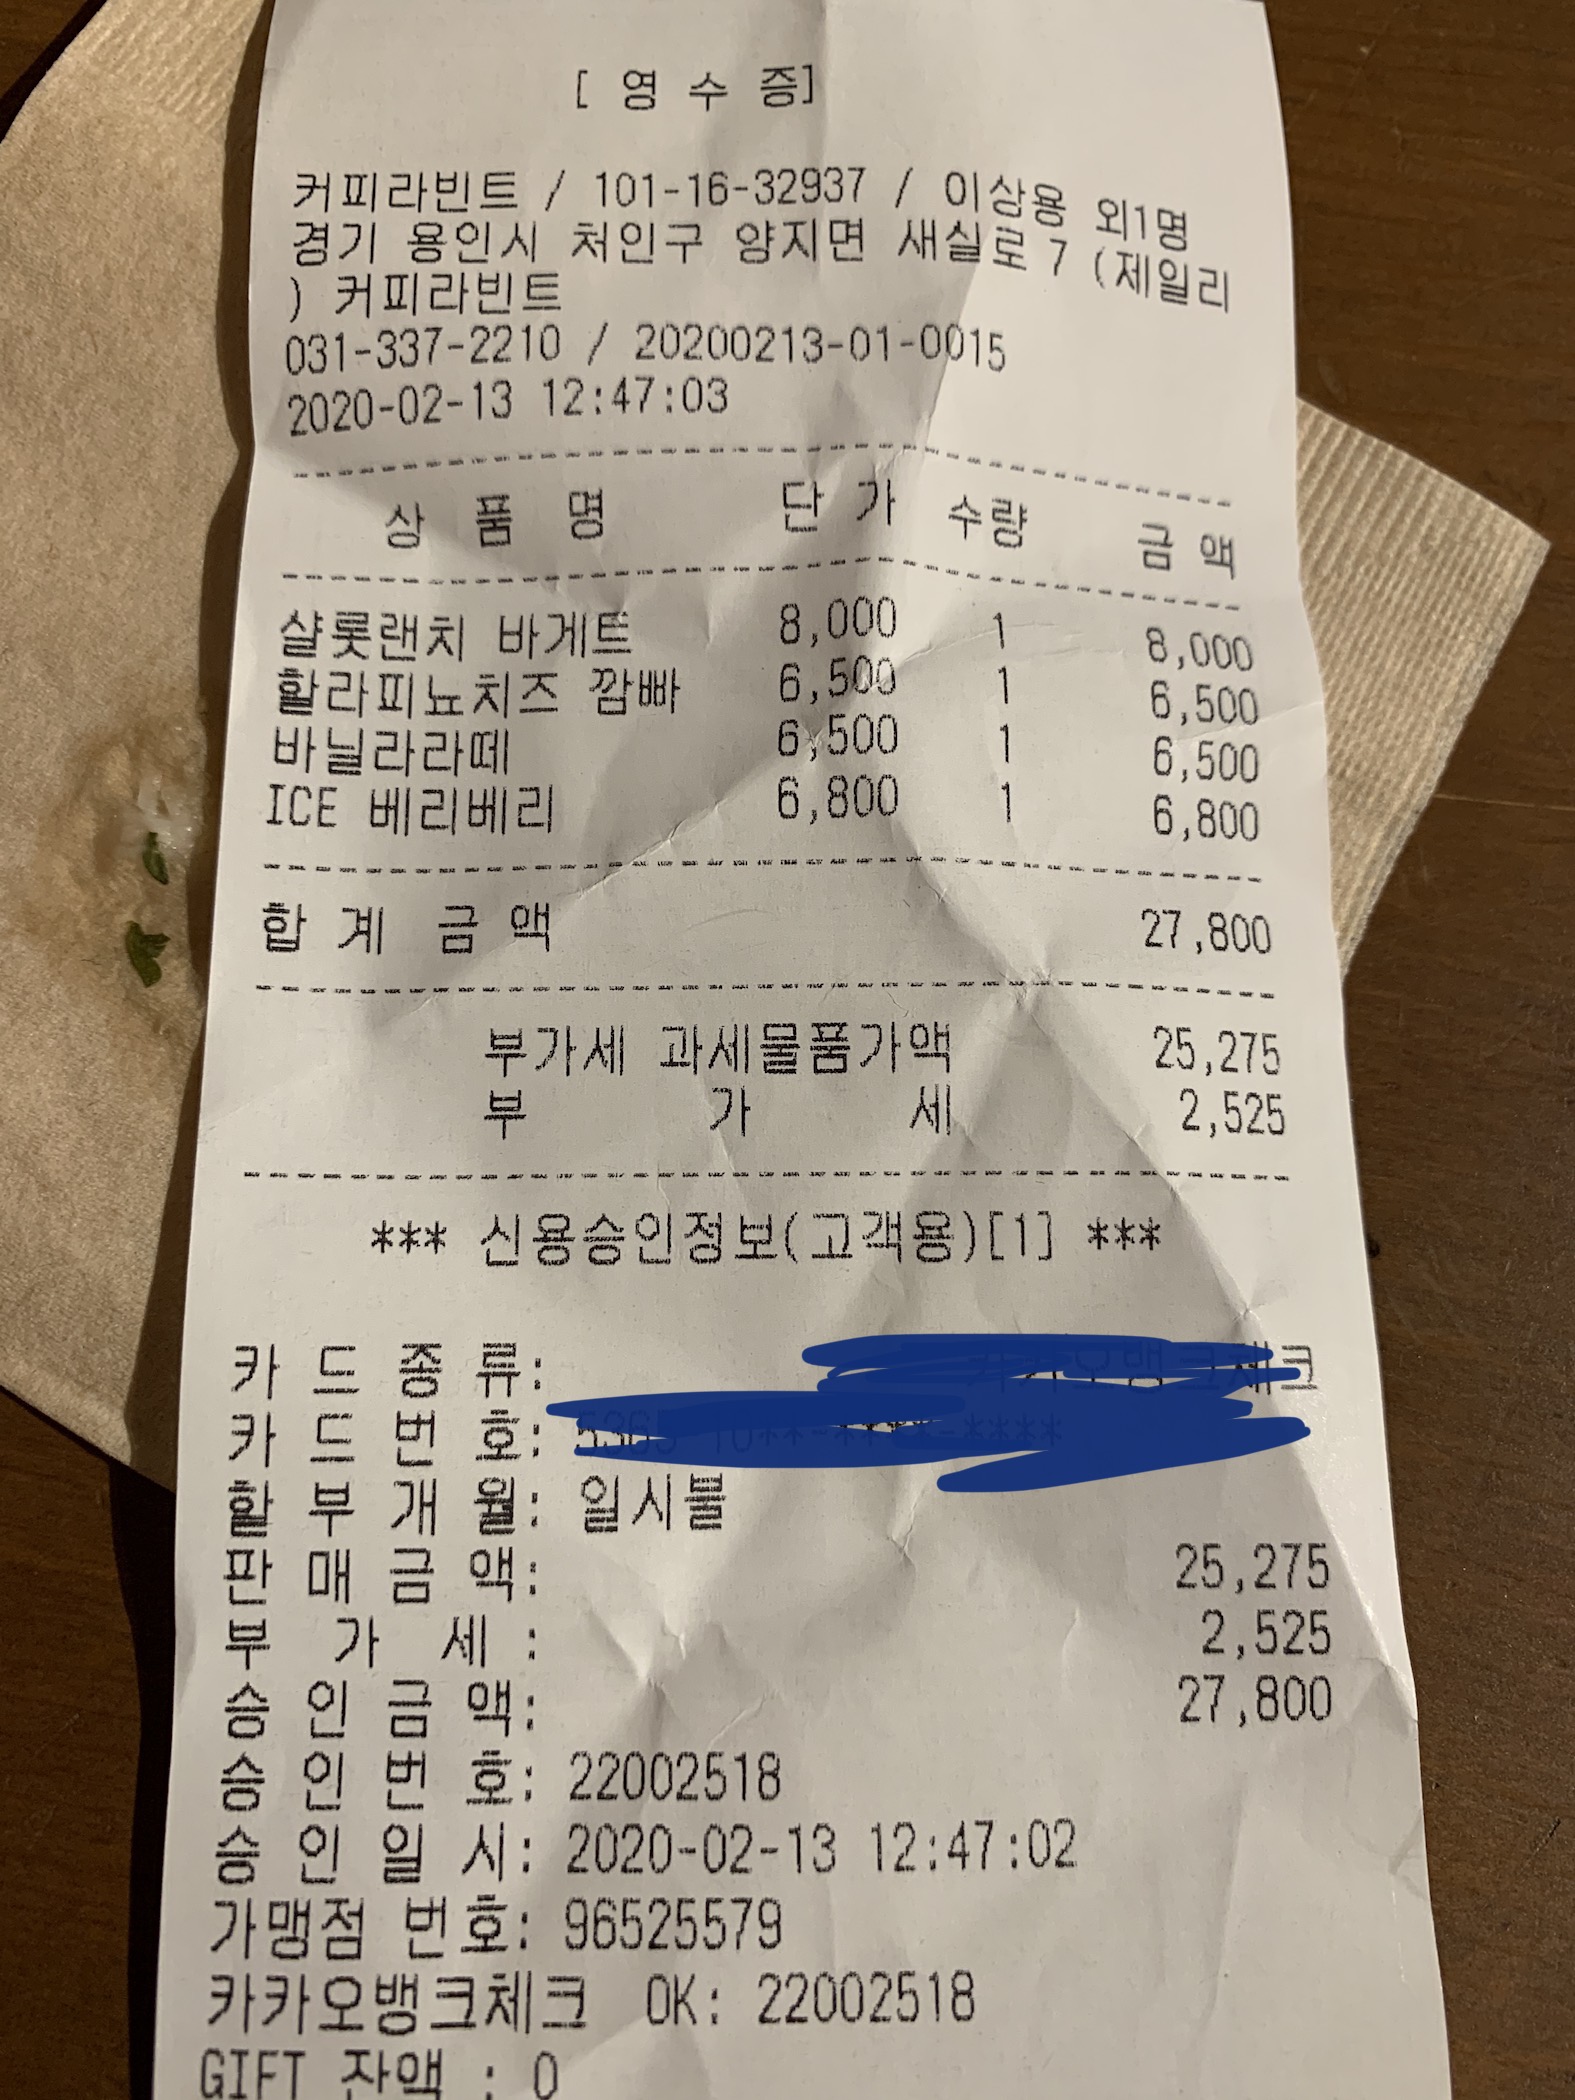 [ 영 수 증]
커피라빈트 / 101-16-32937 / 이상용 외1명
경기 용인시 처인구 양지면 새실로 7 (제일리
) 커피라빈트
031-337-2210 / 20200213-01-0015
2020-02-13 12:47:03
상 품 명 단 가 수량 금 액
샬롯랜치 바게트 8,000 1 8,000
할라피뇨치즈 깜빠 6,500 1 6,500
바닐라라떼 6,500 1 6,500
ICE 베리베리 6,800 1 6,800
합 계 금 액 27,800
부가세 과세물품가액 25,275
부 가 세 2,525
*** 신용승인정보(고객용)[1] ***
카 드 종 류:
카 드 번 호:
할 부 개 월: 일시불
판 매 금 액: 25,275
부 가 세 : 2,525
승 인 금 액: 27,800
승 인 번 호: 22002518
승 인 일 시: 2020-02-13 12:47:02
가맹점 번호: 96525579
카카오뱅크체크 OK: 22002518
GIFT 잔액 : 0